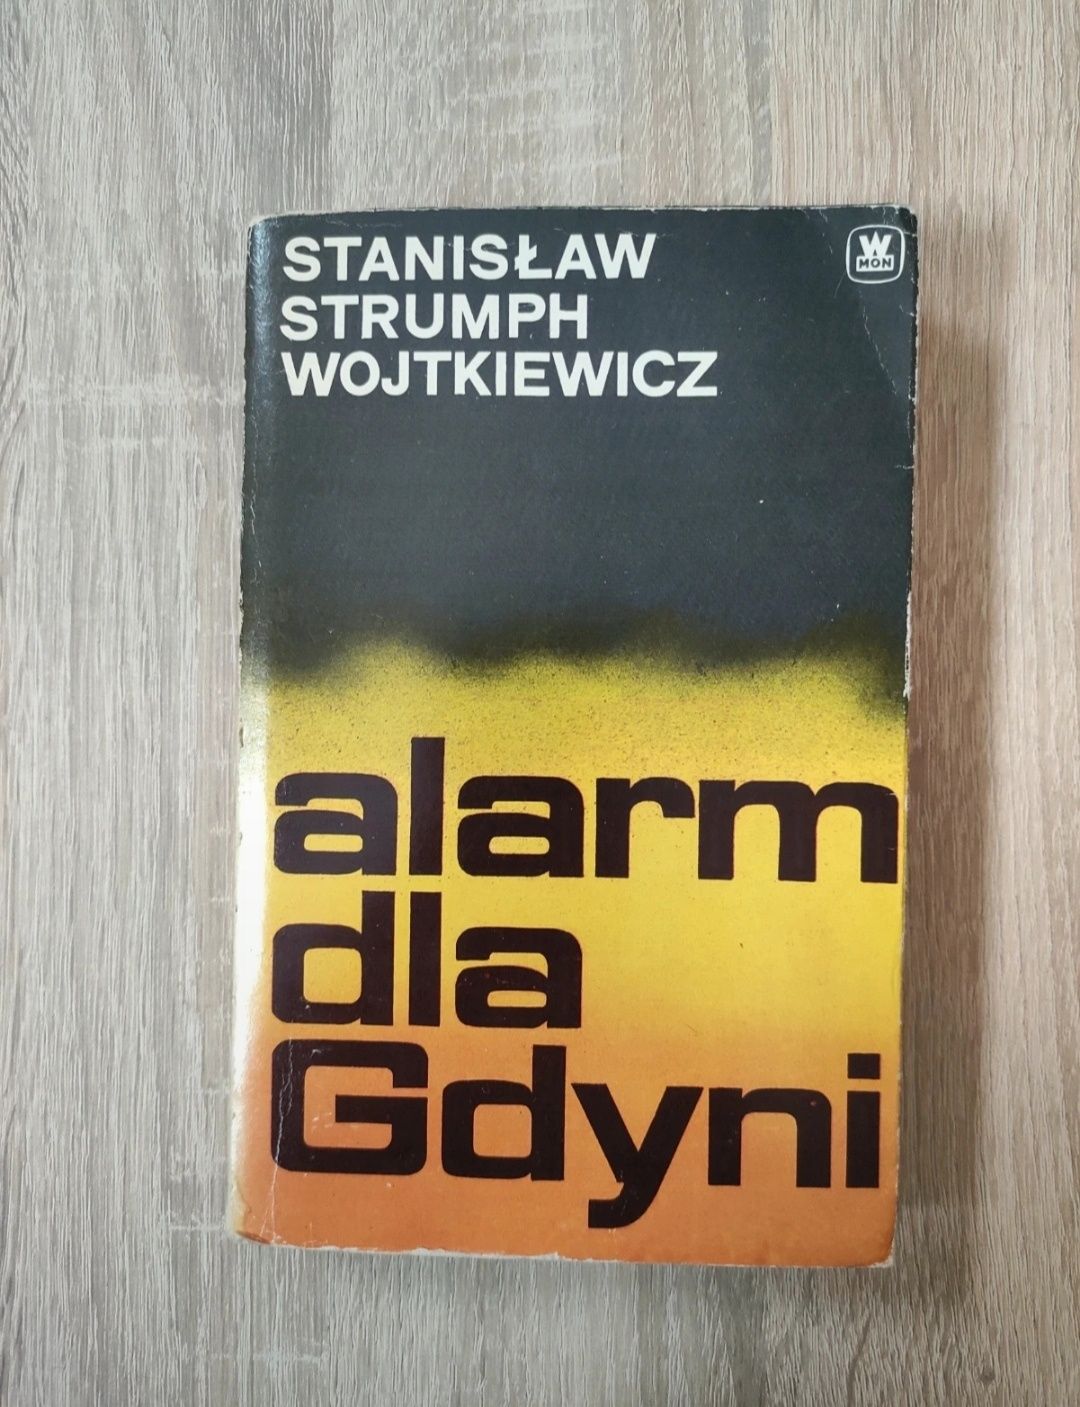 STANISŁAW
STRUMPH
WOJTKIEWICZ
W
MON
alarm
dla
Gdyni